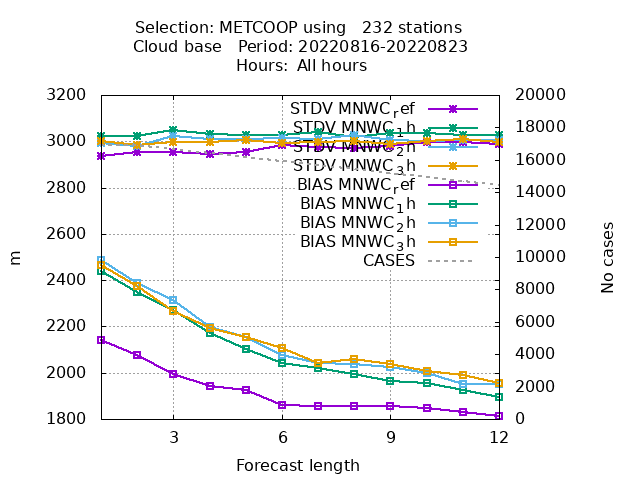 Selection: METCOOP using   232 stations
Cloud base   Period: 20220816-20220823
Hours:  All hours
3200
3000
2800
2600
2400
2200
2000
1800
m
20000
18000
16000
14000
12000
10000
8000
6000
4000
2000
0
No cases
STDV MNWC_ref
STDV MNWC_1h
STDV MNWC_2h
STDV MNWC_3h
BIAS MNWC_ref
BIAS MNWC_1h
BIAS MNWC_2h
BIAS MNWC_3h
CASES
3 6 9 12
Forecast length